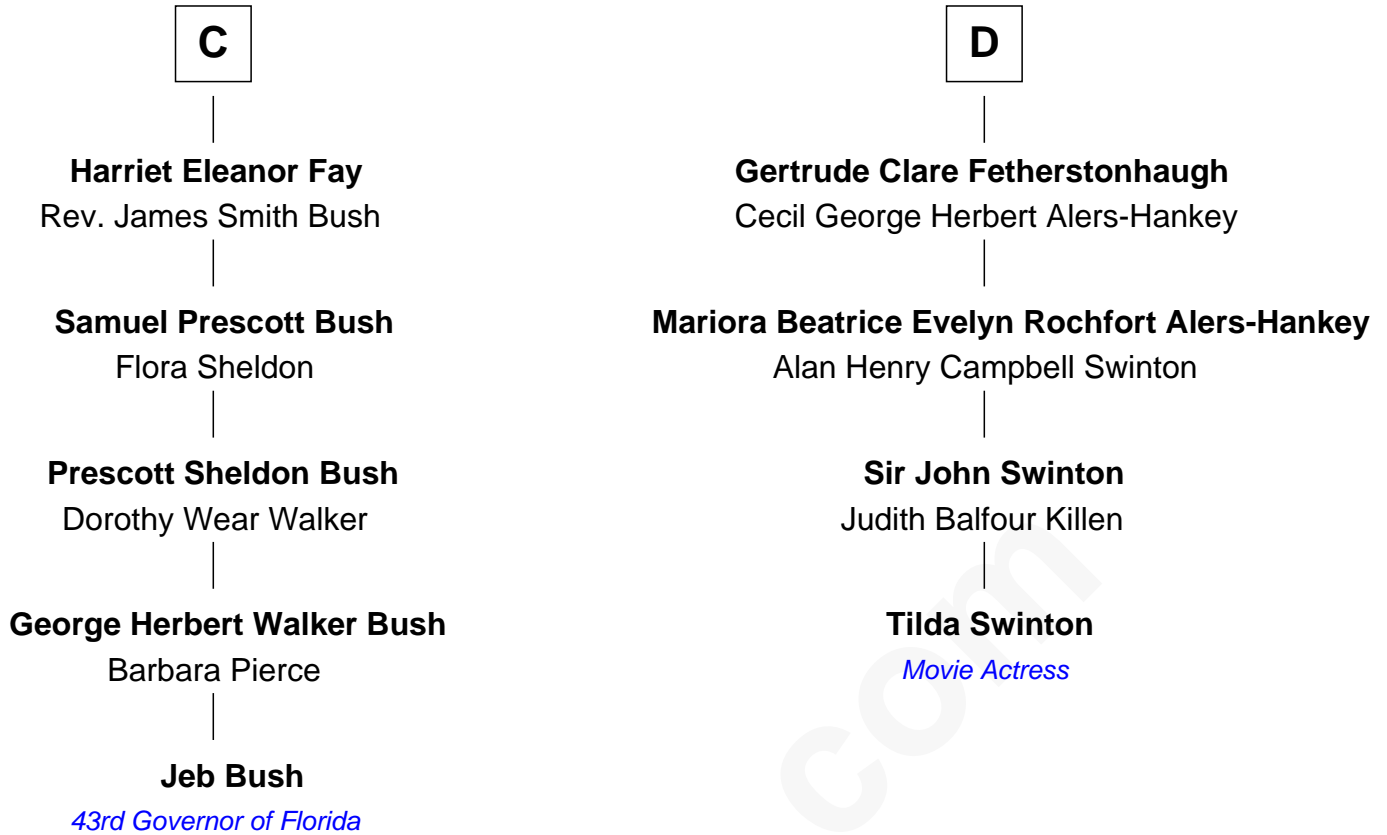 C
Harriet Eleanor Fay
Rev. James Smith Bush
Samuel Prescott Bush
Flora Sheldon
Prescott Sheldon Bush
Dorothy Wear Walker
George Herbert Walker Bush
Barbara Pierce
Jeb Bush
43rd Governor of Florida
D
Gertrude Clare Fetherstonhaugh
Cecil George Herbert Alers-Hankey
Mariora Beatrice Evelyn Rochfort Alers-Hankey
Alan Henry Campbell Swinton
Sir John Swinton
Judith Balfour Killen
Tilda Swinton
Movie Actress
com